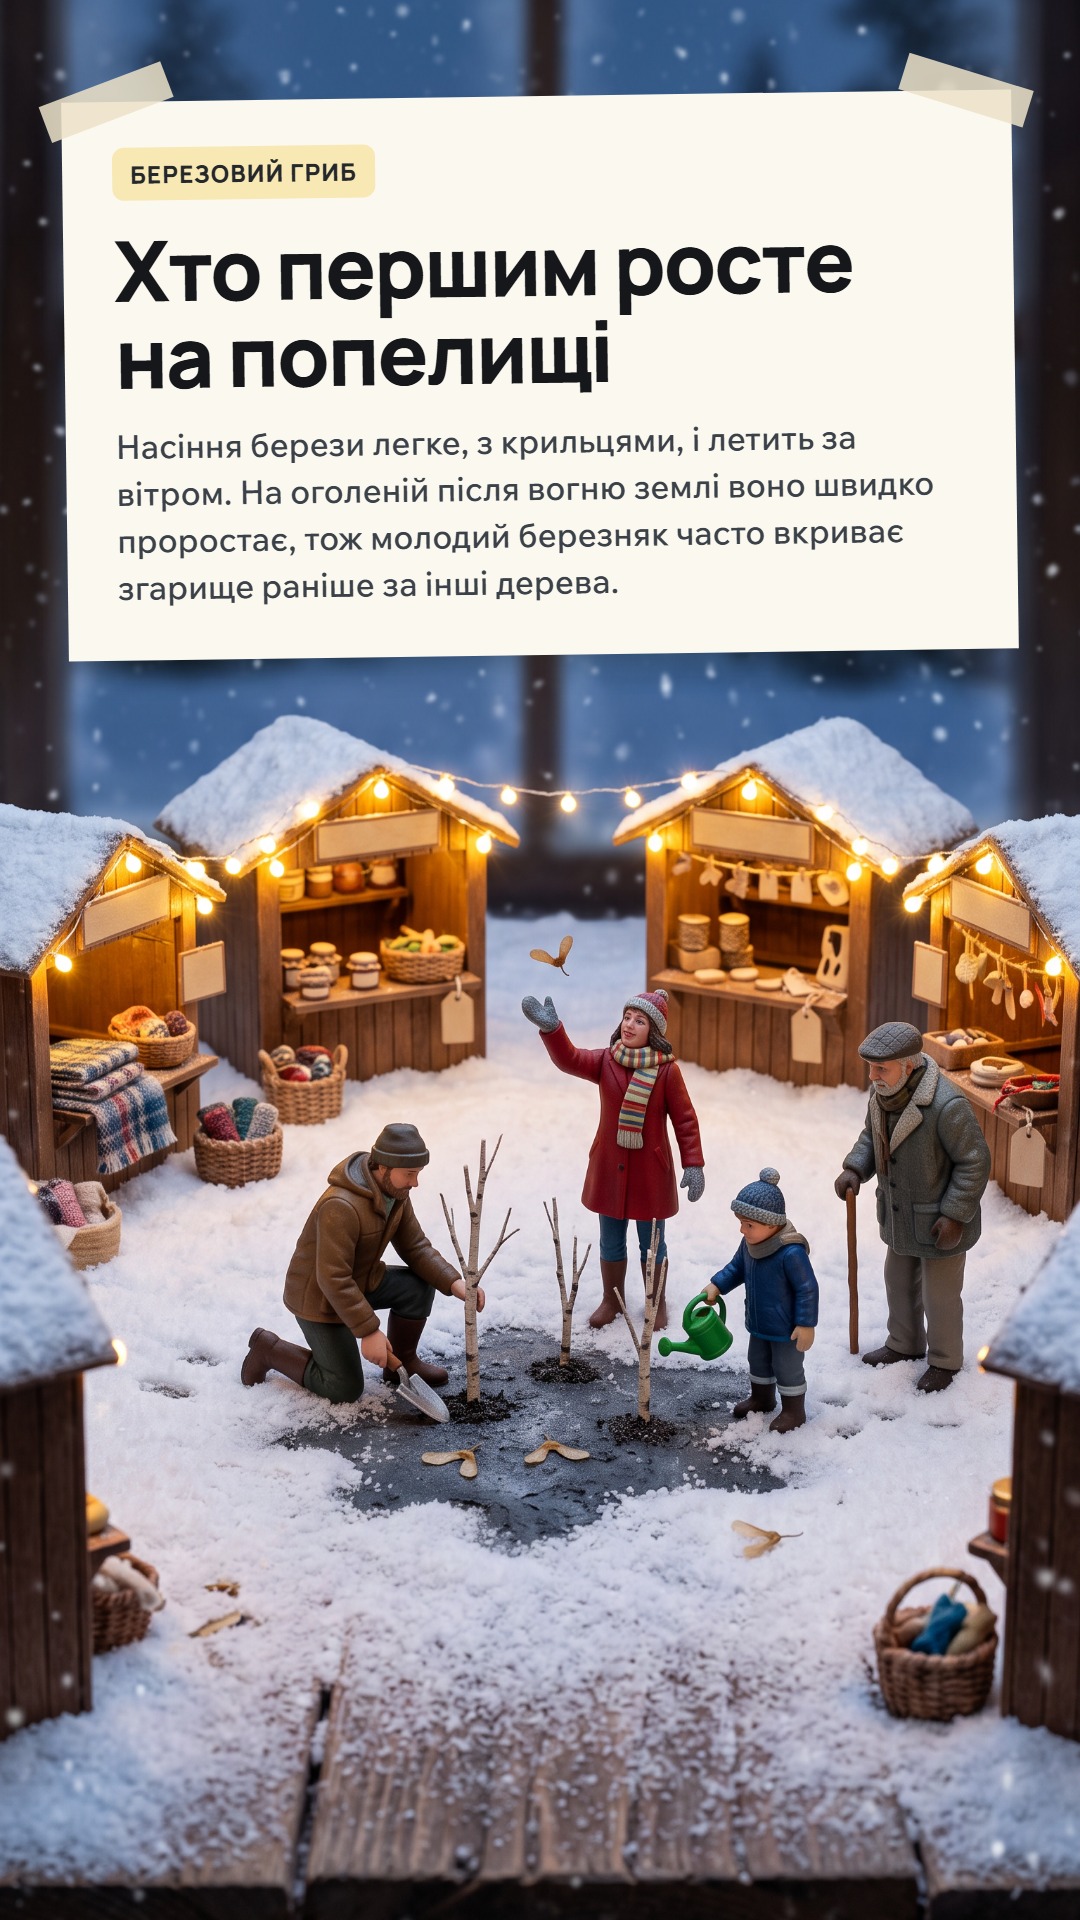 БЕРЕЗОВИЙ ГРИБ
Хто першим росте
на попелищі
Насіння берези легке, з крильцями, і летить за
вітром. На оголеній після вогню землі воно швидко
проростає, тож молодий березняк часто вкриває
згарище раніше за інші дерева.